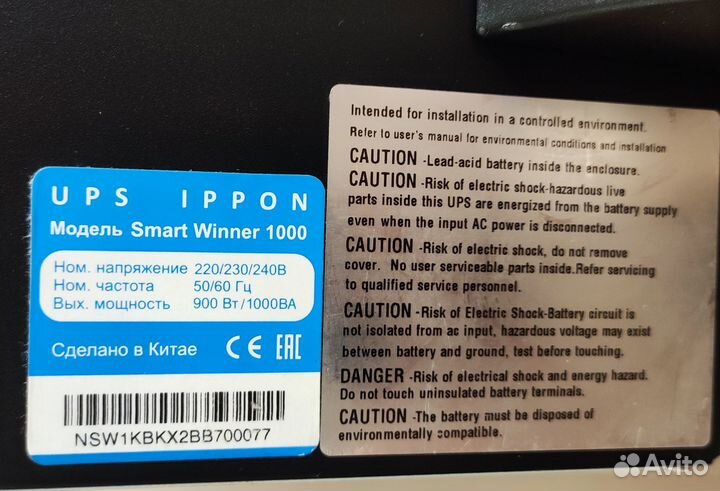 UPS IPPON
Модель Smart Winner 1000
Ном. напряжение 220/230/240В
Ном. частота 50/60 Гц
Вых. мощность 900 Вт/1000ВА
Сделано в Китае CE EAC
NSW1KBKX2BB700077
Intended for installation in a controlled environment.
Refer to user's manual for environmental conditions and installation
CAUTION -Lead-acid battery inside the enclosure.
CAUTION -Risk of electric shock-hazardous live
parts inside this UPS are energized from the battery supply
even when the input AC power is disconnected.
CAUTION -Risk of electric shock, do not remove
cover. No user serviceable parts inside.Refer servicing
to qualified service personnel.
CAUTION -Risk of Electric Shock-Battery circuit is
not isolated from ac input, hazardous voltage may exist
between battery and ground, test before touching.
DANGER -Risk of electrical shock and energy hazard.
Do not touch uninsulated battery terminals.
CAUTION -The battery must be disposed of
environmentally compatible.
Avito